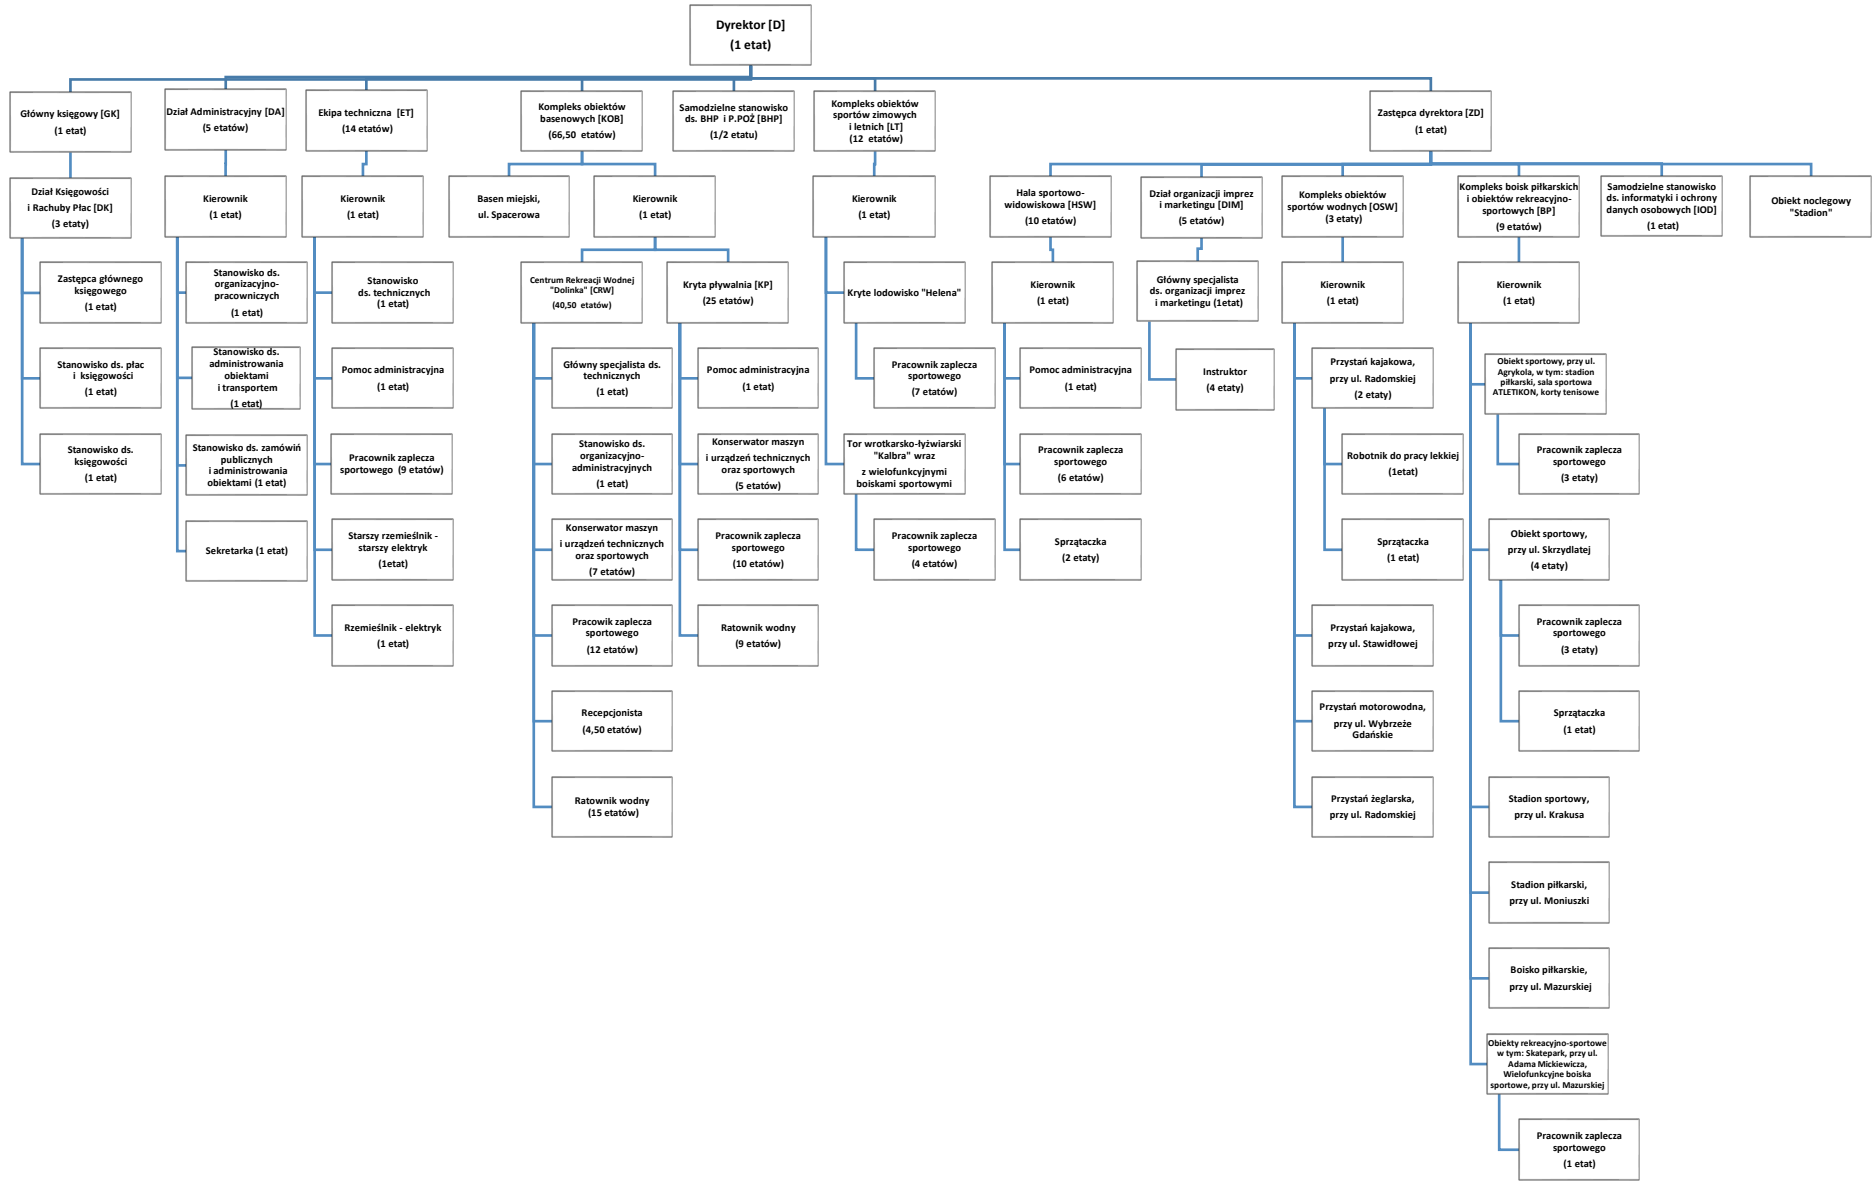 Dyrektor [D]
(1 etat)
Główny księgowy [GK]
(1 etat)
Dział Administracyjny [DA]
(5 etatów)
Ekipa techniczna [ET]
(14 etatów)
Kompleks obiektów
basenowych [KOB]
(66,50 etatów)
Samodzielne stanowisko
ds. BHP i P.POŻ [BHP]
(1/2 etatu)
Kompleks obiektów
sportów zimowych
i letnich [LT]
(12 etatów)
Zastępca dyrektora [ZD]
(1 etat)
Dział Księgowości
i Rachuby Płac [DK]
(3 etaty)
Kierownik
(1 etat)
Kierownik
(1 etat)
Basen miejski,
ul. Spacerowa
Kierownik
(1 etat)
Kierownik
(1 etat)
Hala sportowo-
widowiskowa [HSW]
(10 etatów)
Dział organizacji imprez
i marketingu [DIM]
(5 etatów)
Kompleks obiektów
sportów wodnych [OSW]
(3 etaty)
Kompleks boisk piłkarskich
i obiektów rekreacyjno-
sportowych [BP]
(9 etatów)
Samodzielne stanowisko
ds. informatyki i ochrony
danych osobowych [IOD]
(1 etat)
Obiekt noclegowy
"Stadion"
Zastępca głównego
księgowego
(1 etat)
Stanowisko ds.
organizacyjno-
pracowniczych
(1 etat)
Stanowisko
ds. technicznych
(1 etat)
Centrum Rekreacji Wodnej
"Dolinka" [CRW]
(40,50 etatów)
Kryta pływalnia [KP]
(25 etatów)
Kryte lodowisko "Helena"
Kierownik
(1 etat)
Główny specjalista
ds. organizacji imprez
i marketingu (1etat)
Kierownik
(1 etat)
Kierownik
(1 etat)
Stanowisko ds. płac
i księgowości
(1 etat)
Stanowisko ds.
administrowania
obiektami
i transportem
(1 etat)
Pomoc administracyjna
(1 etat)
Główny specjalista ds.
technicznych
(1 etat)
Pomoc administracyjna
(1 etat)
Pracownik zaplecza
sportowego
(7 etatów)
Pomoc administracyjna
(1 etat)
Instruktor
(4 etaty)
Przystań kajakowa,
przy ul. Radomskiej
(2 etaty)
Obiekt sportowy, przy ul.
Agrykola, w tym: stadion
piłkarski, sala sportowa
ATLETIKON, korty tenisowe
Stanowisko ds.
księgowości
(1 etat)
Stanowisko ds. zamówiń
publicznych
i administrowania
obiektami (1 etat)
Pracownik zaplecza
sportowego (9 etatów)
Stanowisko ds.
organizacyjno-
administracyjnych
(1 etat)
Konserwator maszyn
i urządzeń technicznych
oraz sportowych
(5 etatów)
Tor wrotkarsko-łyżwiarski
"Kalbra" wraz
z wielofunkcyjnymi
boiskami sportowymi
Pracownik zaplecza
sportowego
(6 etatów)
Robotnik do pracy lekkiej
(1etat)
Pracownik zaplecza
sportowego
(3 etaty)
Sekretarka (1 etat)
Starszy rzemieślnik -
starszy elektryk
(1etat)
Konserwator maszyn
i urządzeń technicznych
oraz sportowych
(7 etatów)
Pracownik zaplecza
sportowego
(10 etatów)
Pracownik zaplecza
sportowego
(4 etatów)
Sprzątaczka
(2 etaty)
Sprzątaczka
(1 etat)
Obiekt sportowy,
przy ul. Skrzydlatej
(4 etaty)
Rzemieślnik - elektryk
(1 etat)
Pracowik zaplecza
sportowego
(12 etatów)
Ratownik wodny
(9 etatów)
Przystań kajakowa,
przy ul. Stawidłowej
Pracownik zaplecza
sportowego
(3 etaty)
Recepcjonista
(4,50 etatów)
Przystań motorowodna,
przy ul. Wybrzeże
Gdańskie
Sprzątaczka
(1 etat)
Ratownik wodny
(15 etatów)
Przystań żeglarska,
przy ul. Radomskiej
Stadion sportowy,
przy ul. Krakusa
Stadion piłkarski,
przy ul. Moniuszki
Boisko piłkarskie,
przy ul. Mazurskiej
Obiekty rekreacyjno-sportowe
w tym: Skatepark, przy ul.
Adama Mickiewicza,
Wielofunkcyjne boiska
sportowe, przy ul. Mazurskiej
Pracownik zaplecza
sportowego
(1 etat)